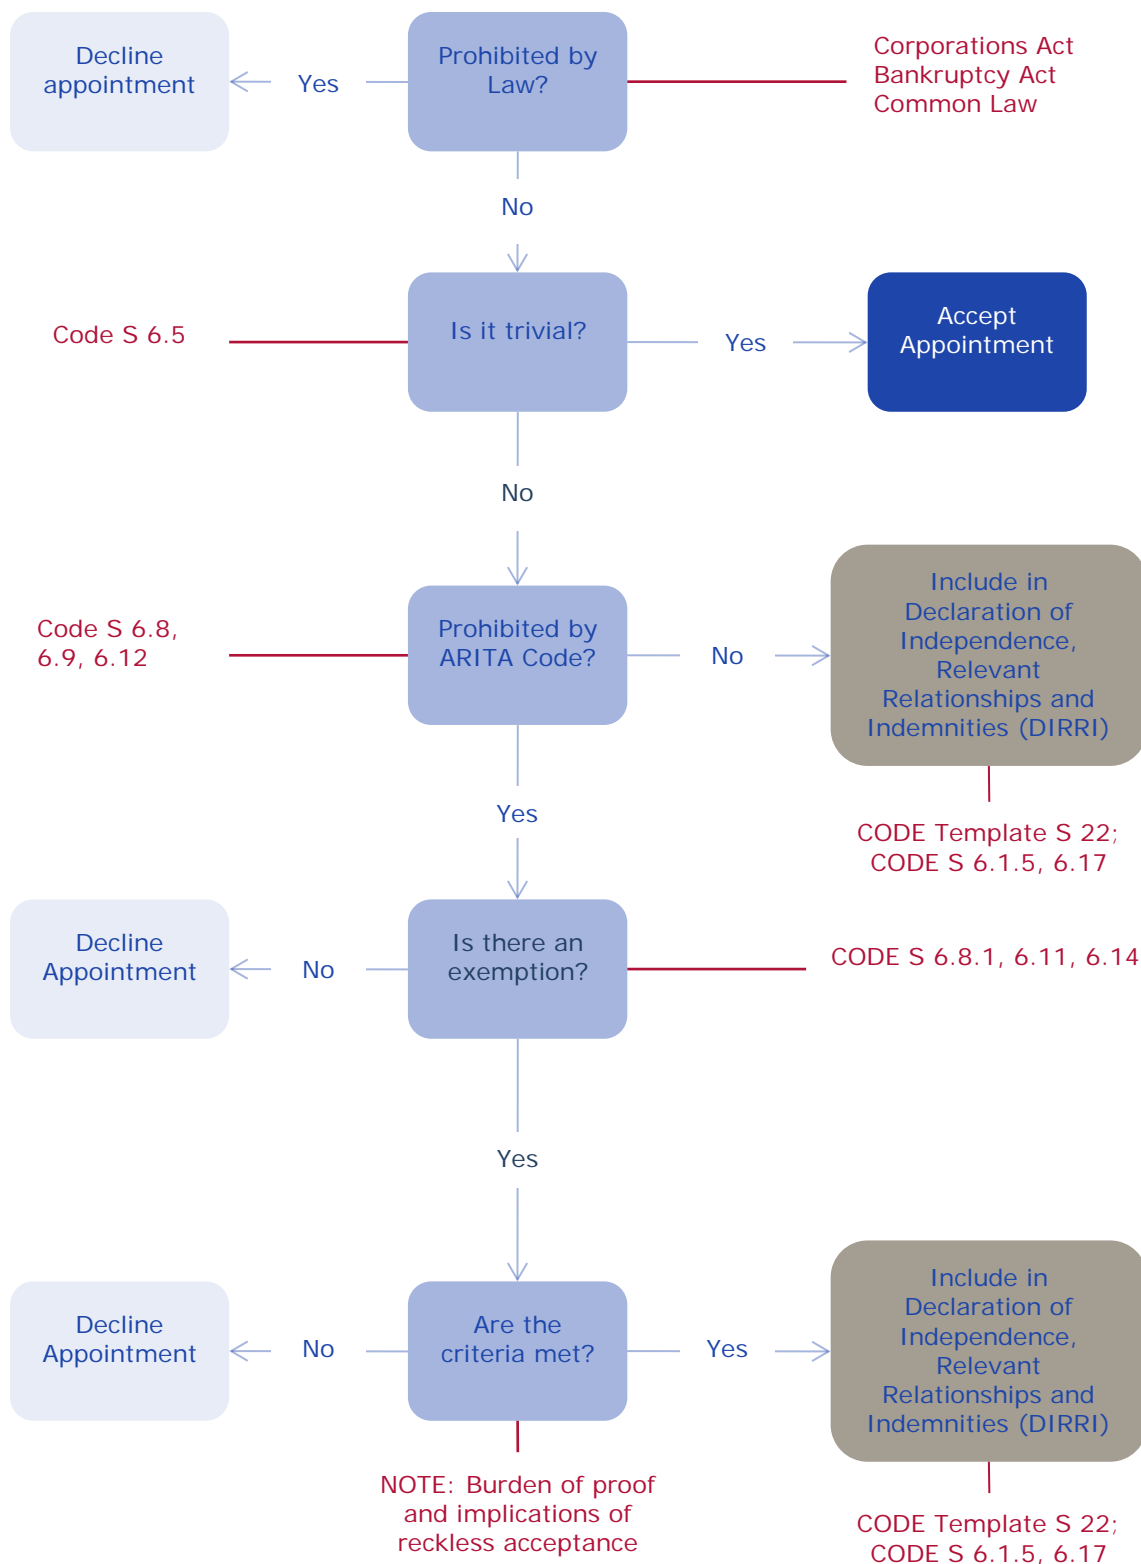 Decline
appointment
Yes
Prohibited by
Law?
Corporations Act
Bankruptcy Act
Common Law
No
Code S 6.5
Is it trivial?
Yes
Accept
Appointment
No
Code S 6.8,
6.9, 6.12
Prohibited by
ARITA Code?
No
Include in
Declaration of
Independence,
Relevant
Relationships and
Indemnities (DIRRI)
CODE Template S 22;
CODE S 6.1.5, 6.17
Yes
Decline
Appointment
No
Is there an
exemption?
CODE S 6.8.1, 6.11, 6.14
Yes
Decline
Appointment
No
Are the
criteria met?
Yes
Include in
Declaration of
Independence,
Relevant
Relationships and
Indemnities (DIRRI)
NOTE: Burden of proof
and implications of
reckless acceptance
CODE Template S 22;
CODE S 6.1.5, 6.17